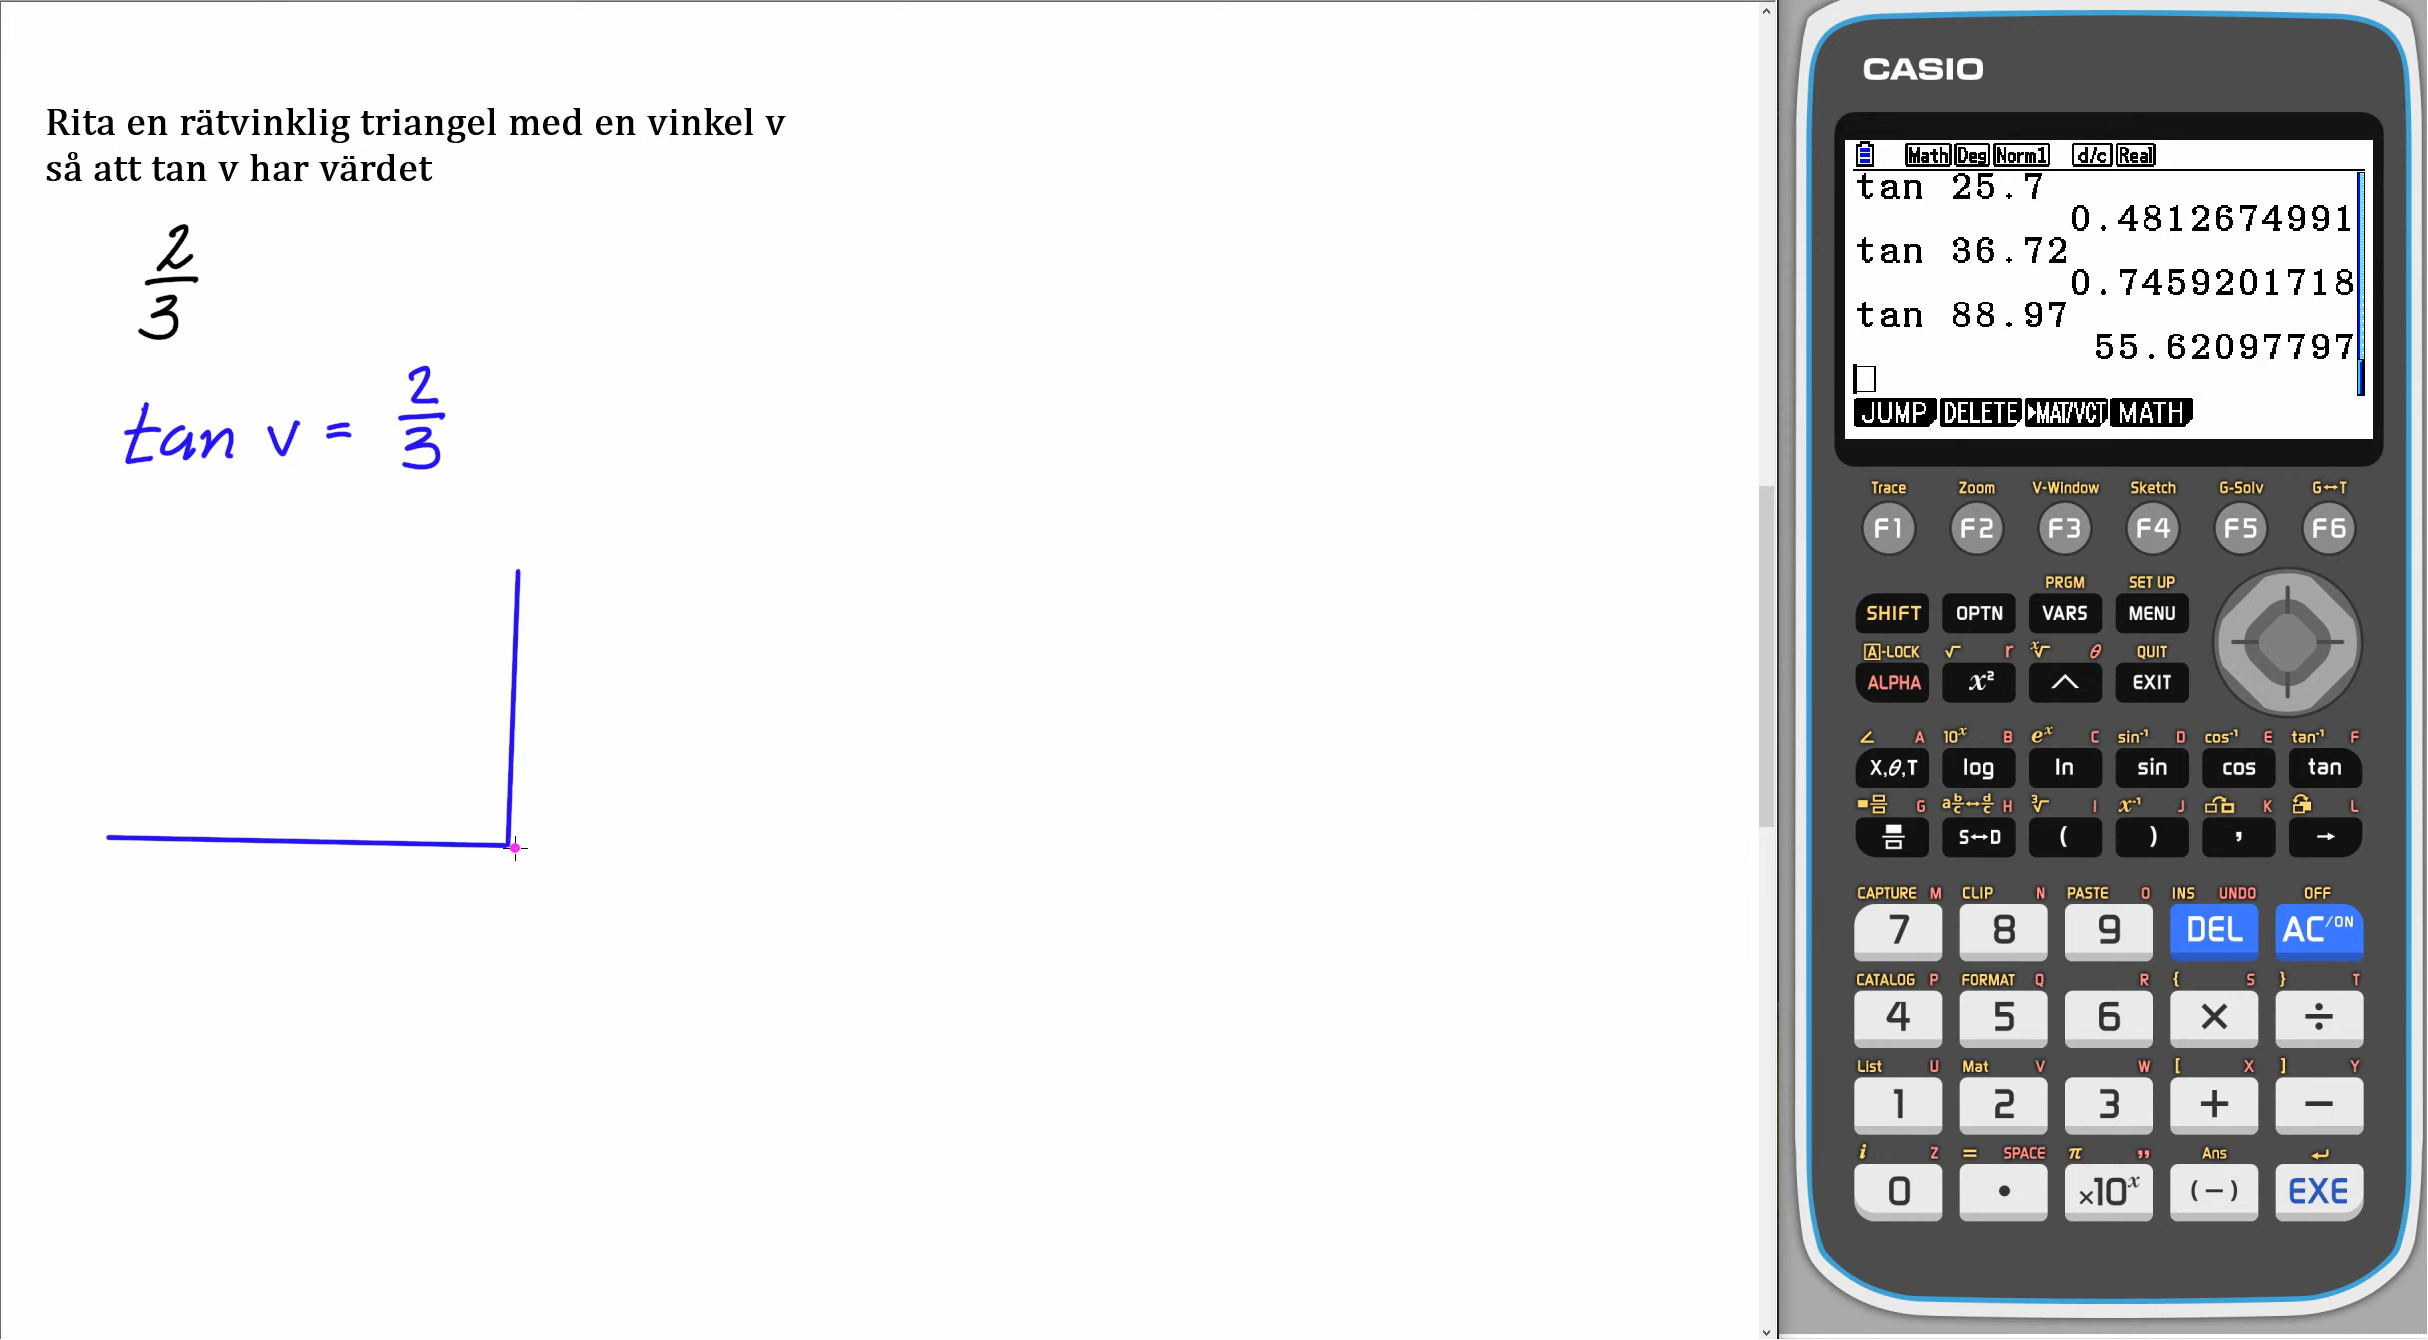 Rita en rätvinklig triangel med en vinkel v
så att tan v har värdet
2/3
tan v = 2/3
CASIO
Math Deg Norm1 d/c Real
tan 25.7
0.4812674991
tan 36.72
0.7459201718
tan 88.97
55.62097797
JUMP DELETE ▶MAT/VCT MATH
Trace Zoom V-Window Sketch G-Solv G↔T
F1 F2 F3 F4 F5 F6
PRGM SET UP
SHIFT OPTN VARS MENU
A-LOCK √ r ˣ√ θ QUIT
ALPHA x² ^ EXIT
∠ A 10ˣ B eˣ C sin⁻¹ D cos⁻¹ E tan⁻¹ F
X,θ,T log ln sin cos tan
G a b/c↔d/c H ³√ I x⁻¹ J K L
S↔D ( ) , →
CAPTURE M CLIP N PASTE O INS UNDO OFF
7 8 9 DEL AC/ON
CATALOG P FORMAT Q R { S } T
4 5 6 × ÷
List U Mat V W [ X ] Y
1 2 3 + −
i Z = SPACE π " Ans ↵
0 • ×10ˣ (−) EXE